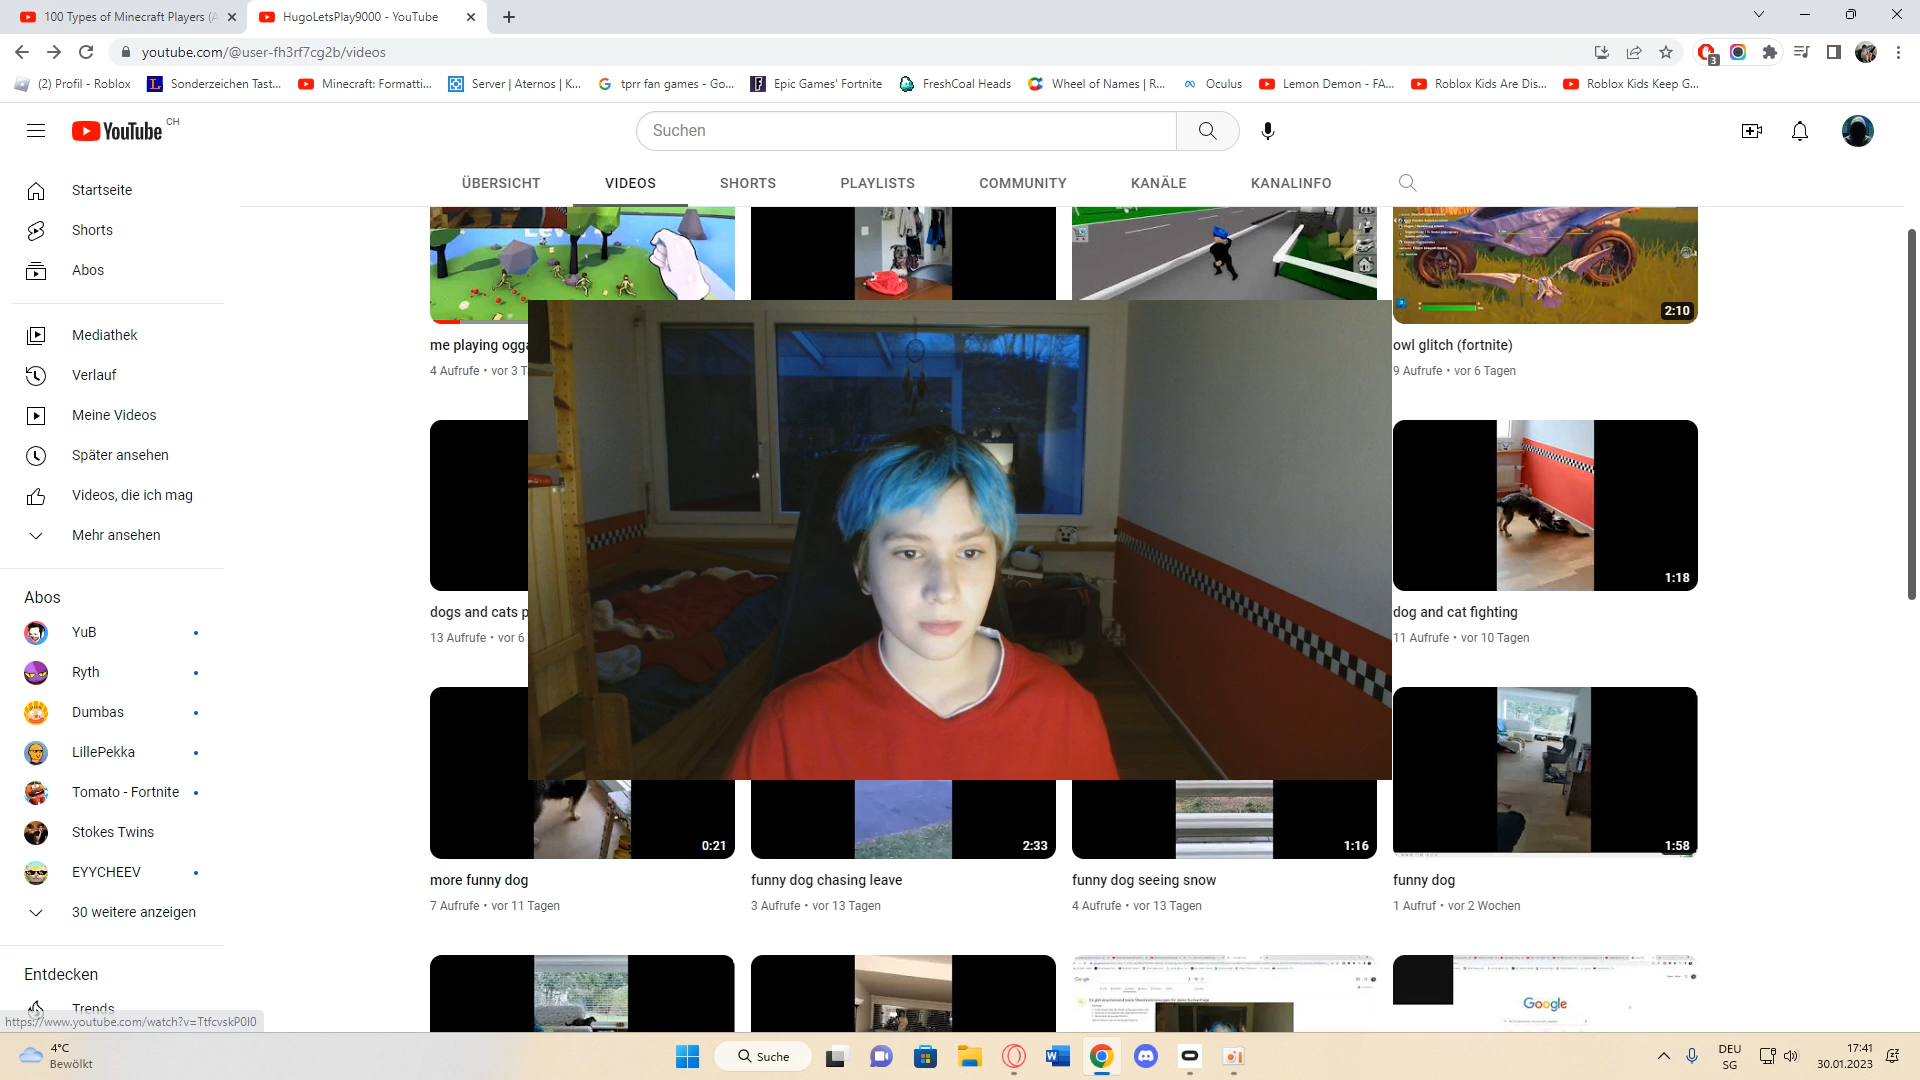 100 Types of Minecraft Players (A
HugoLetsPlay9000 - YouTube
youtube.com/@user-fh3rf7cg2b/videos
3
(2) Profil - Roblox
Sonderzeichen Tast...
Minecraft: Formatti...
Server | Aternos | K...
tprr fan games - Go...
Epic Games' Fortnite
FreshCoal Heads
Wheel of Names | R...
Oculus
Lemon Demon - FA...
Roblox Kids Are Dis...
Roblox Kids Keep G...
YouTube CH
Suchen
ÜBERSICHT
VIDEOS
SHORTS
PLAYLISTS
COMMUNITY
KANÄLE
KANALINFO
Startseite
Shorts
Abos
Mediathek
Verlauf
Meine Videos
Später ansehen
Videos, die ich mag
Mehr ansehen
Abos
YuB
Ryth
Dumbas
LillePekka
Tomato - Fortnite
Stokes Twins
EYYCHEEV
30 weitere anzeigen
Entdecken
Trends
https://www.youtube.com/watch?v=TtfcvskP0I0
2:10
me playing ogga
4 Aufrufe • vor 3 T
owl glitch (fortnite)
9 Aufrufe • vor 6 Tagen
1:18
dogs and cats p
13 Aufrufe • vor 6
dog and cat fighting
11 Aufrufe • vor 10 Tagen
0:21
2:33
1:16
1:58
more funny dog
7 Aufrufe • vor 11 Tagen
funny dog chasing leave
3 Aufrufe • vor 13 Tagen
funny dog seeing snow
4 Aufrufe • vor 13 Tagen
funny dog
1 Aufruf • vor 2 Wochen
Google
4°C
Bewölkt
Suche
DEU
SG
17:41
30.01.2023